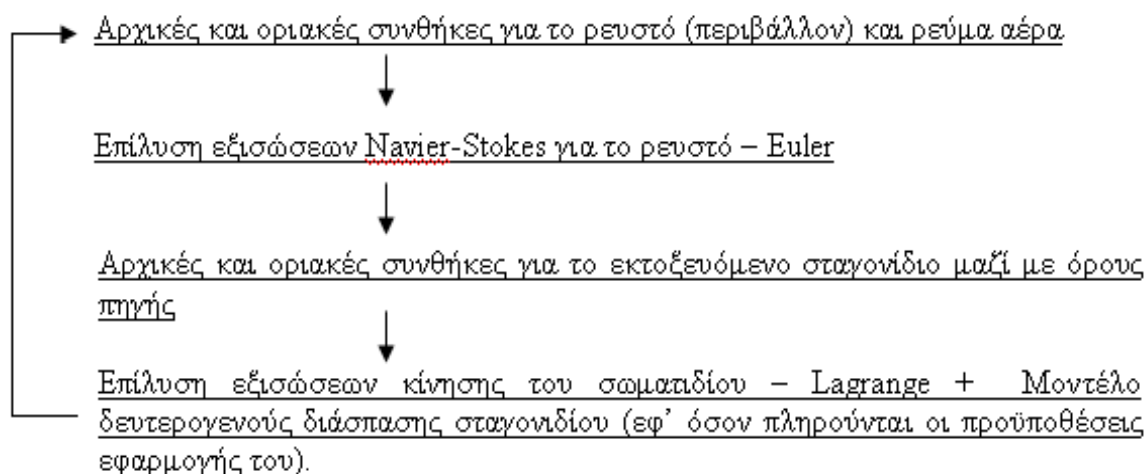 Αρχικές και οριακές συνθήκες για το ρευστό (περιβάλλον) και ρεύμα αέρα
Επίλυση εξισώσεων Navier-Stokes για το ρευστό – Euler
Αρχικές και οριακές συνθήκες για το εκτοξευόμενο σταγονίδιο μαζί με όρους
πηγής
Επίλυση εξισώσεων κίνησης του σωματιδίου – Lagrange + Μοντέλο
δευτερογενούς διάσπασης σταγονιδίου (εφ’ όσον πληρούνται οι προϋποθέσεις
εφαρμογής του).